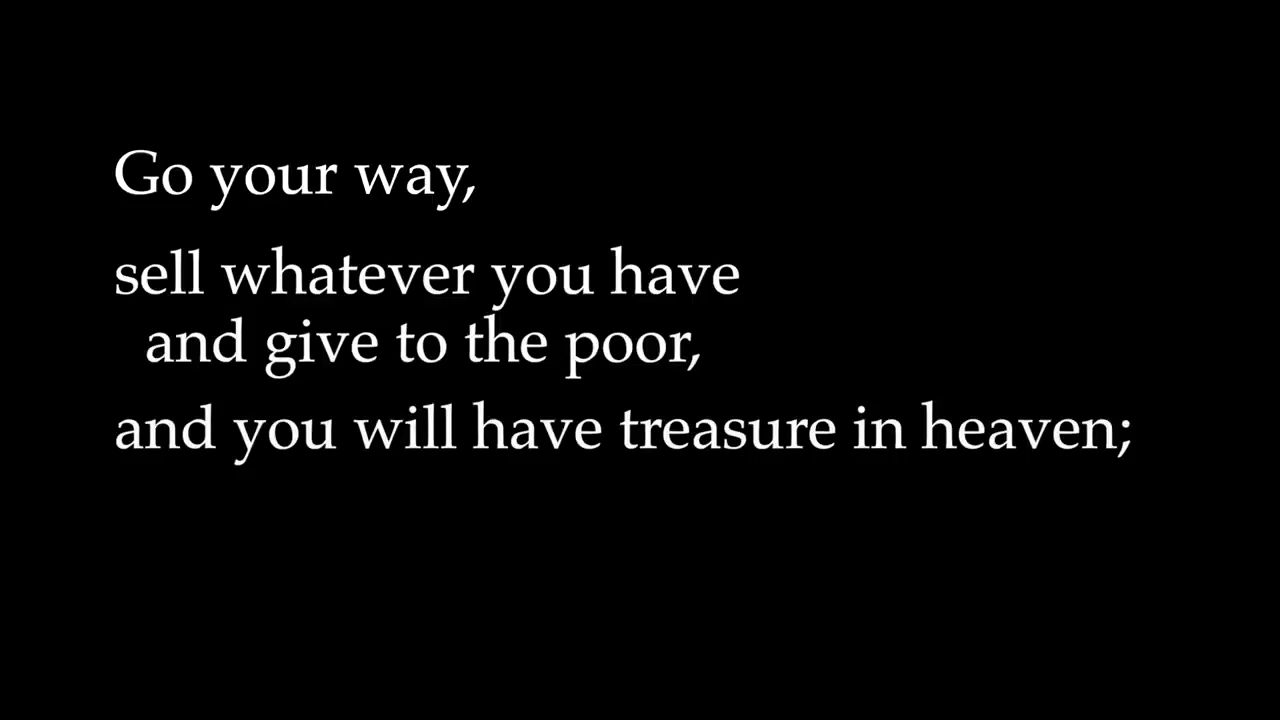 Go your way,
sell whatever you have
and give to the poor,
and you will have treasure in heaven;